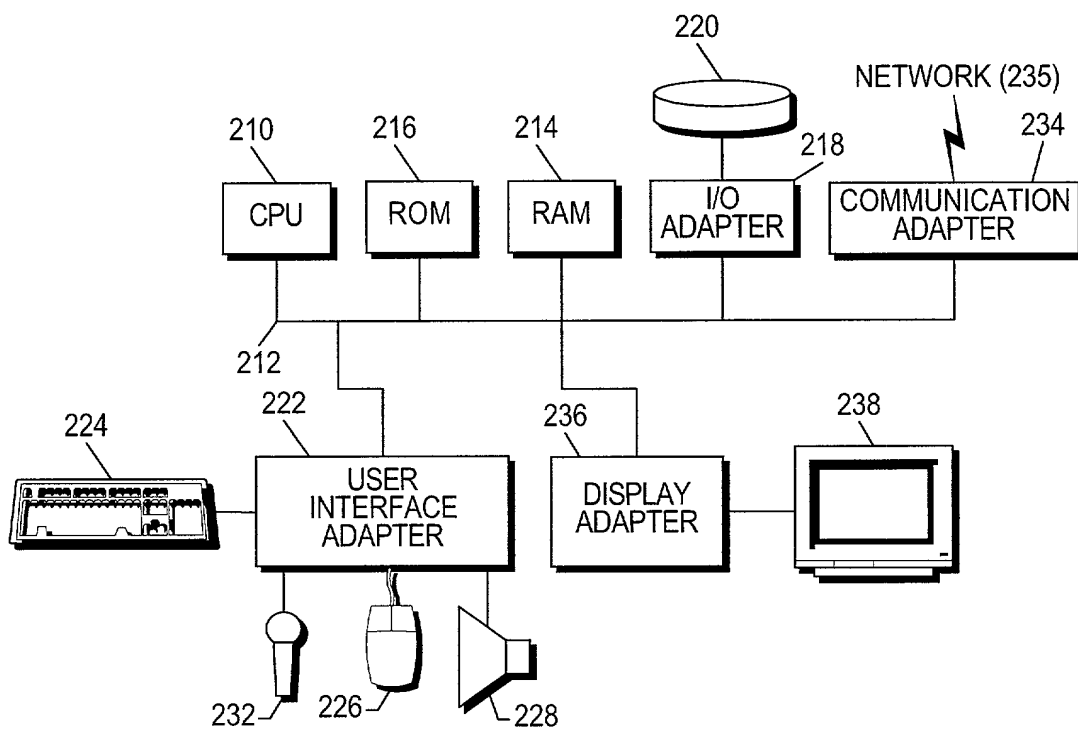 220
NETWORK (235)
210
216
214
218
234
CPU
ROM
RAM
I/O
ADAPTER
COMMUNICATION
ADAPTER
212
222
236
238
224
USER
INTERFACE
ADAPTER
DISPLAY
ADAPTER
232
226
228